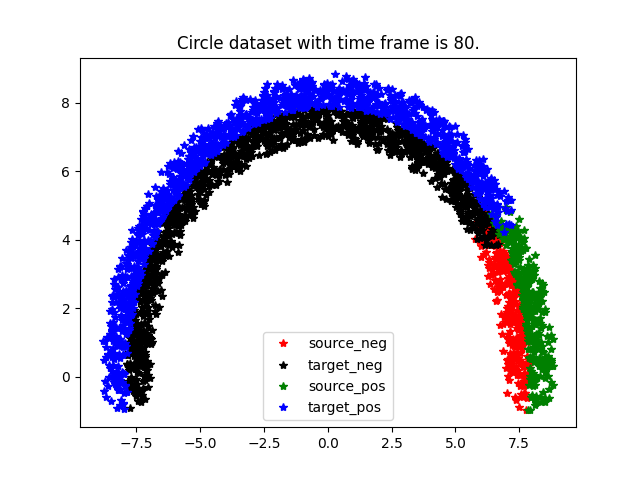 Circle dataset with time frame is 80.
8
6
4
2
0
−7.5 −5.0 −2.5 0.0 2.5 5.0 7.5
source_neg
target_neg
source_pos
target_pos